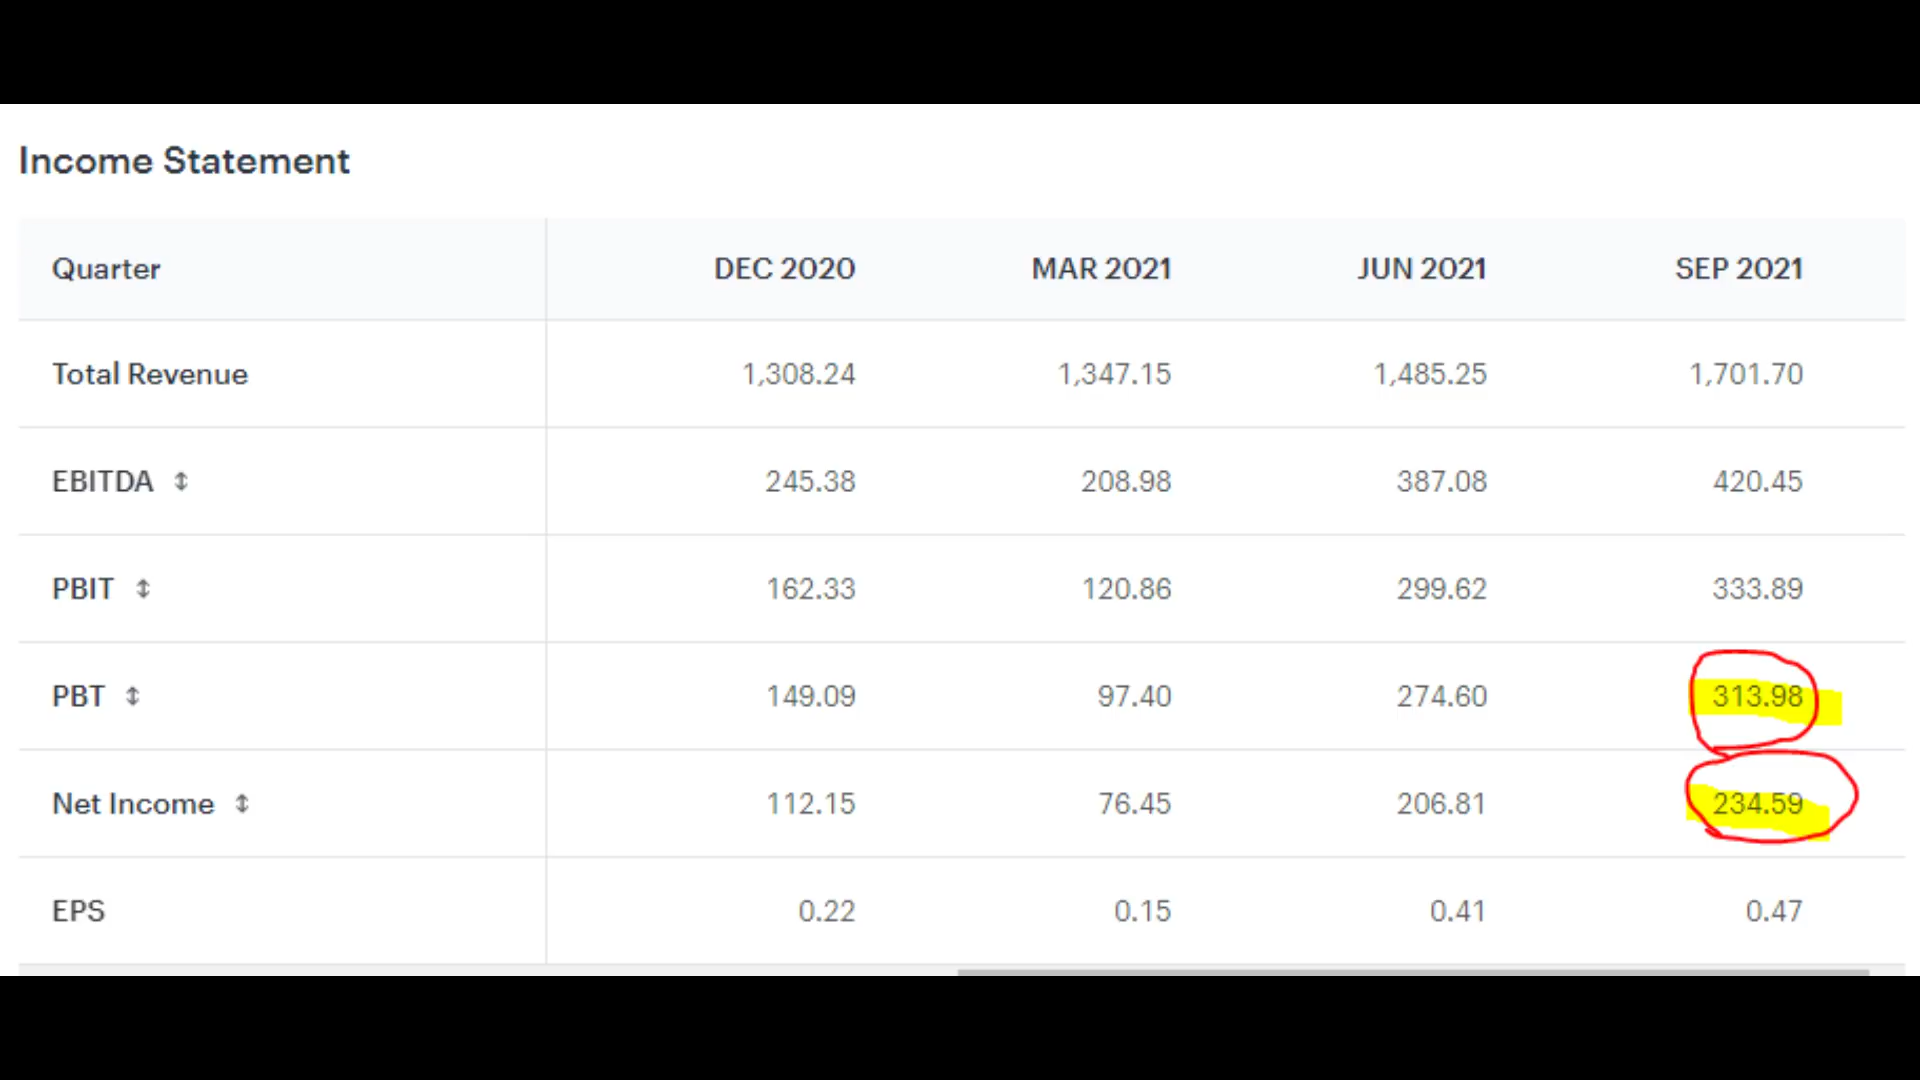 Income Statement
Quarter DEC 2020 MAR 2021 JUN 2021 SEP 2021
Total Revenue 1,308.24 1,347.15 1,485.25 1,701.70
EBITDA 245.38 208.98 387.08 420.45
PBIT 162.33 120.86 299.62 333.89
PBT 149.09 97.40 274.60 313.98
Net Income 112.15 76.45 206.81 234.59
EPS 0.22 0.15 0.41 0.47